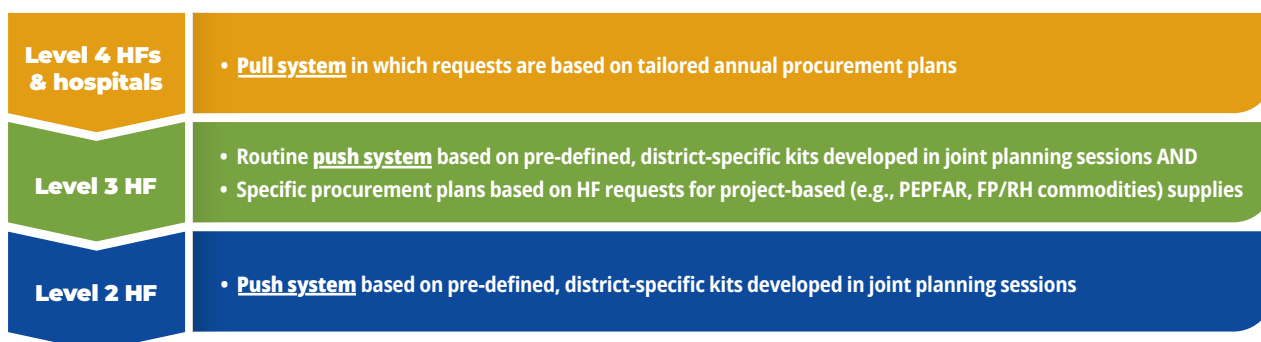 Level 4 HFs
& hospitals
• Pull system in which requests are based on tailored annual procurement plans
Level 3 HF
• Routine push system based on pre-defined, district-specific kits developed in joint planning sessions AND
• Specific procurement plans based on HF requests for project-based (e.g., PEPFAR, FP/RH commodities) supplies
Level 2 HF
• Push system based on pre-defined, district-specific kits developed in joint planning sessions